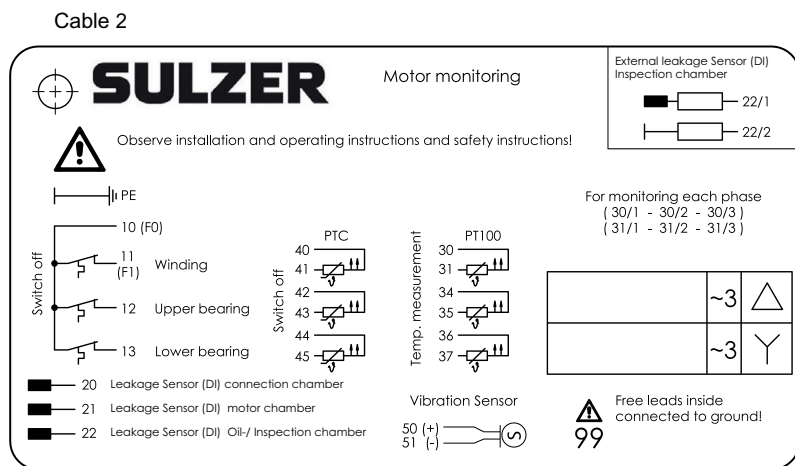 Cable 2
SULZER
Motor monitoring
External leakage Sensor (DI)
Inspection chamber
22/1
22/2
Observe installation and operating instructions and safety instructions!
PE
For monitoring each phase
( 30/1 - 30/2 - 30/3 )
( 31/1 - 31/2 - 31/3 )
Switch off
10 (F0)
11
(F1)
Winding
12 Upper bearing
13 Lower bearing
Switch off
PTC
40
41
42
43
44
45
Temp. measurement
PT100
30
31
34
35
36
37
~3
~3
20 Leakage Sensor (DI) connection chamber
21 Leakage Sensor (DI) motor chamber
22 Leakage Sensor (DI) Oil-/ Inspection chamber
Vibration Sensor
50 (+)
51 (-)
S
99
Free leads inside
connected to ground!